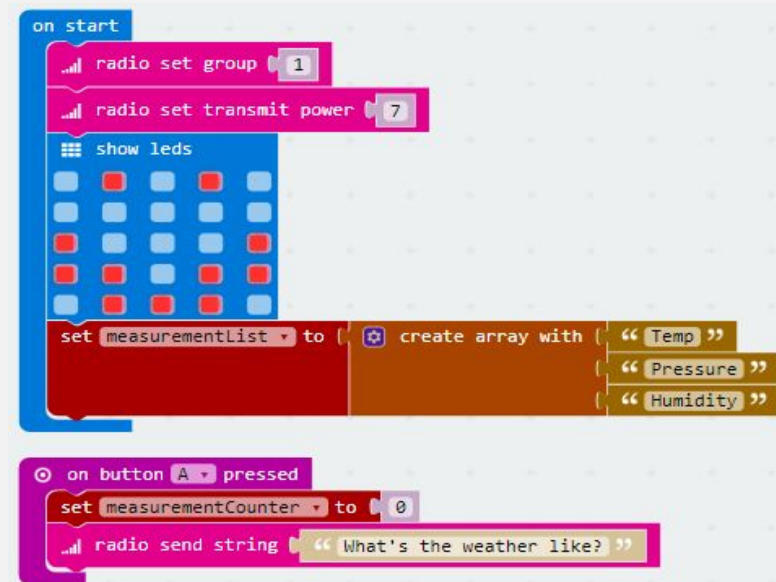 on start
radio set group 1
radio set transmit power 7
show leds
set measurementList to create array with “ Temp ”
“ Pressure ”
“ Humidity ”
on button A pressed
set measurementCounter to 0
radio send string “ What's the weather like? ”